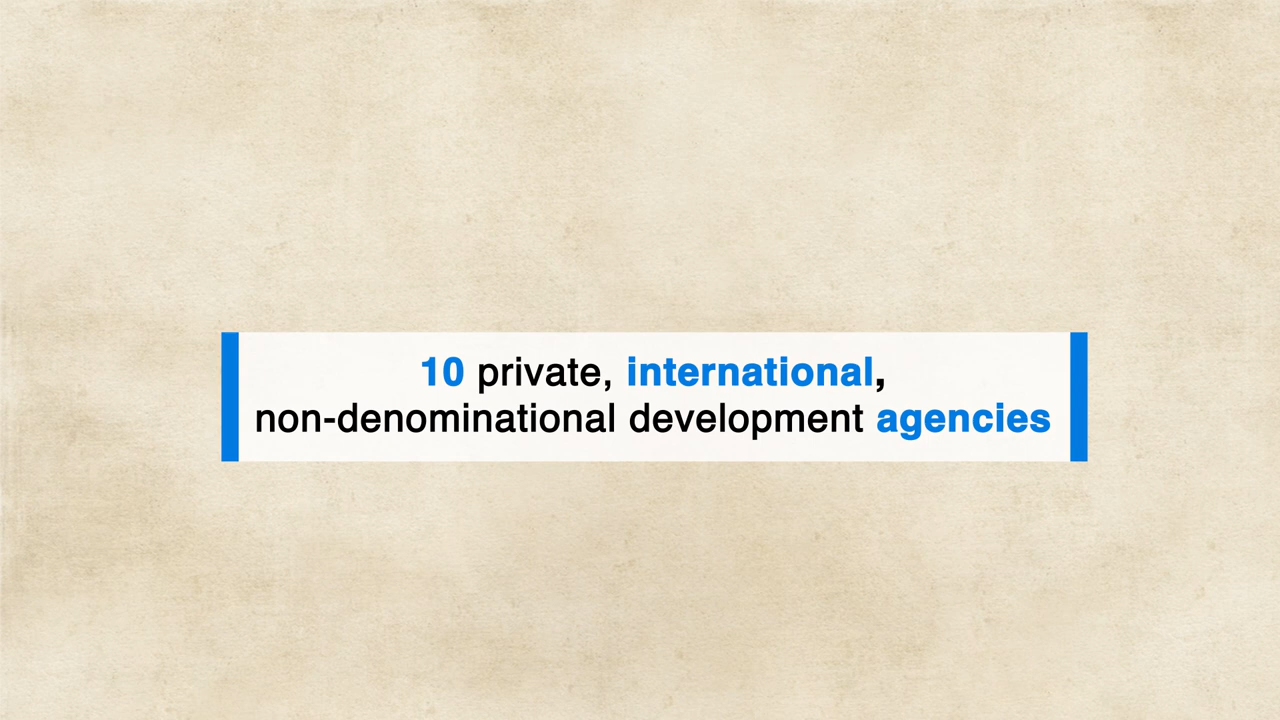 10 private, international,
non-denominational development agencies